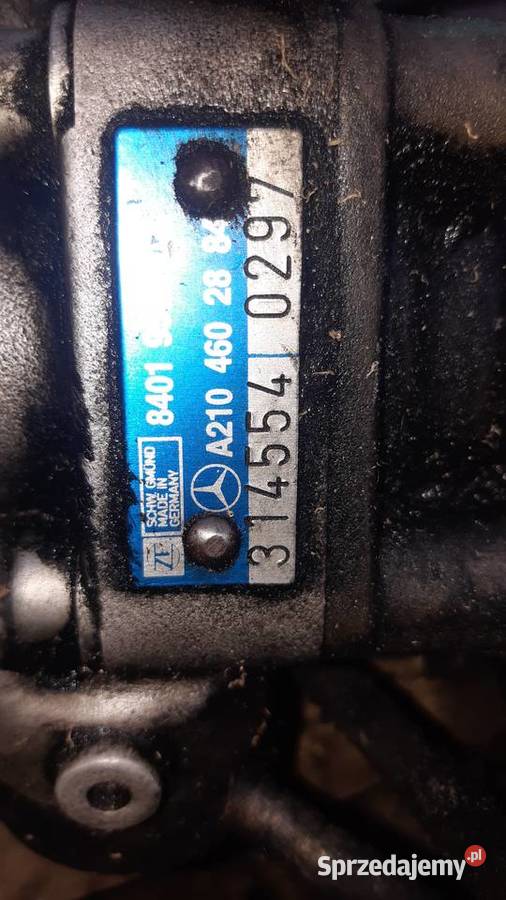 ZF
SCHW. GMÜND
MADE IN
GERMANY
8401
A210 460 28 84
314554 0297
Sprzedajemy.pl